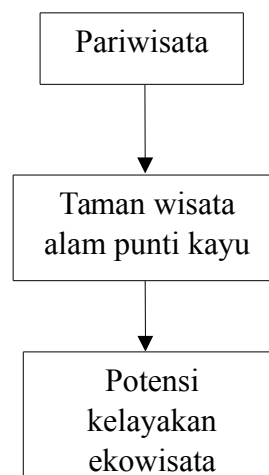 Pariwisata
Taman wisata
alam punti kayu
Potensi
kelayakan
ekowisata